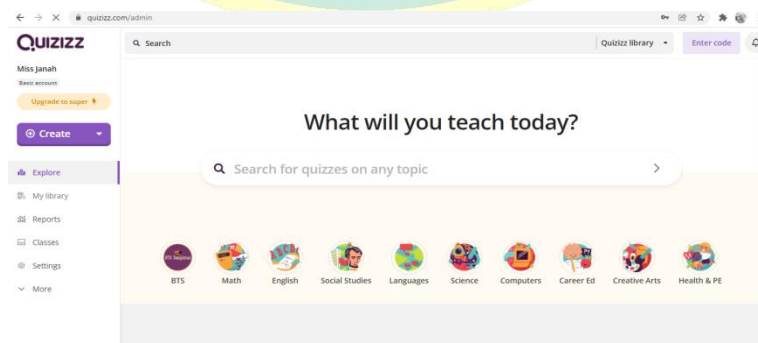 quizizz.com/admin
QUIZIZZ
Search
Quizizz library
Enter code
Miss Janah
Basic account
Upgrade to super
Create
What will you teach today?
Search for quizzes on any topic
Explore
My library
Reports
Classes
Settings
More
BTS
Math
English
Social Studies
Languages
Science
Computers
Career Ed
Creative Arts
Health & PE